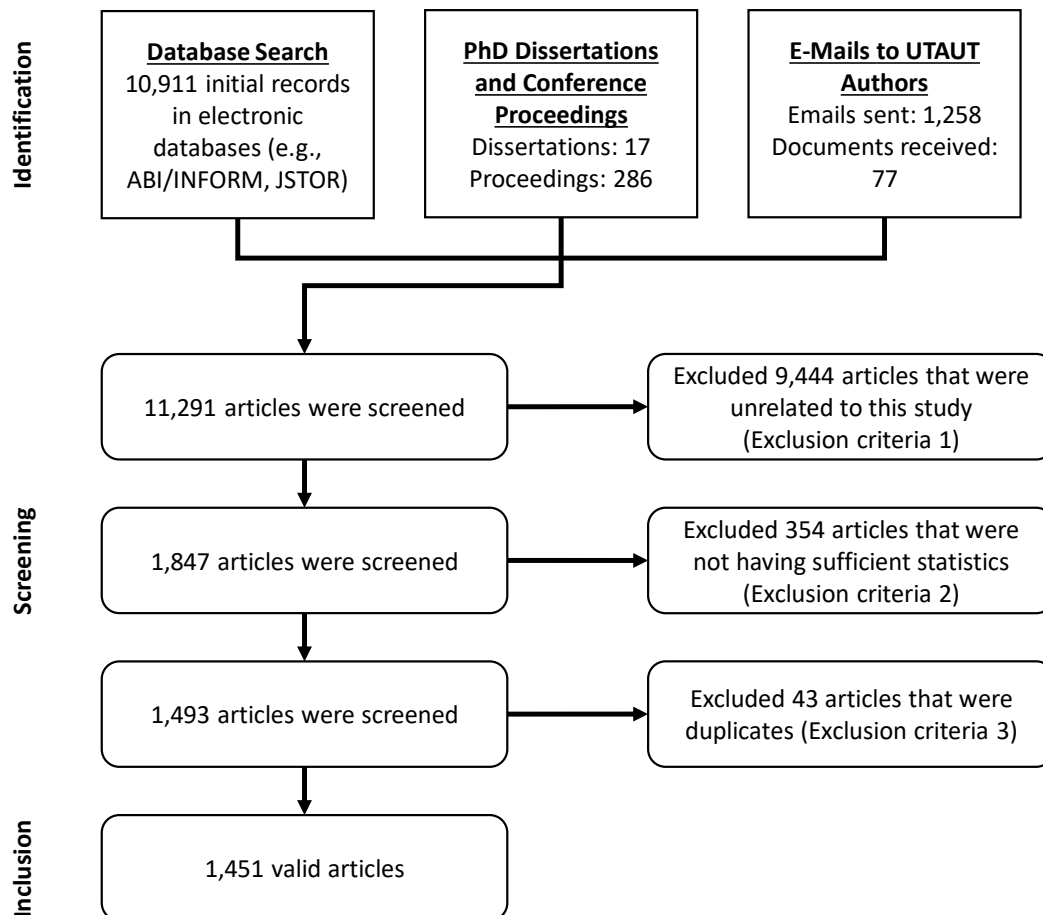 Identification
Database Search
10,911 initial records
in electronic
databases (e.g.,
ABI/INFORM, JSTOR)
PhD Dissertations
and Conference
Proceedings
Dissertations: 17
Proceedings: 286
E-Mails to UTAUT
Authors
Emails sent: 1,258
Documents received:
77
Screening
11,291 articles were screened
Excluded 9,444 articles that were
unrelated to this study
(Exclusion criteria 1)
1,847 articles were screened
Excluded 354 articles that were
not having sufficient statistics
(Exclusion criteria 2)
1,493 articles were screened
Excluded 43 articles that were
duplicates (Exclusion criteria 3)
Inclusion
1,451 valid articles